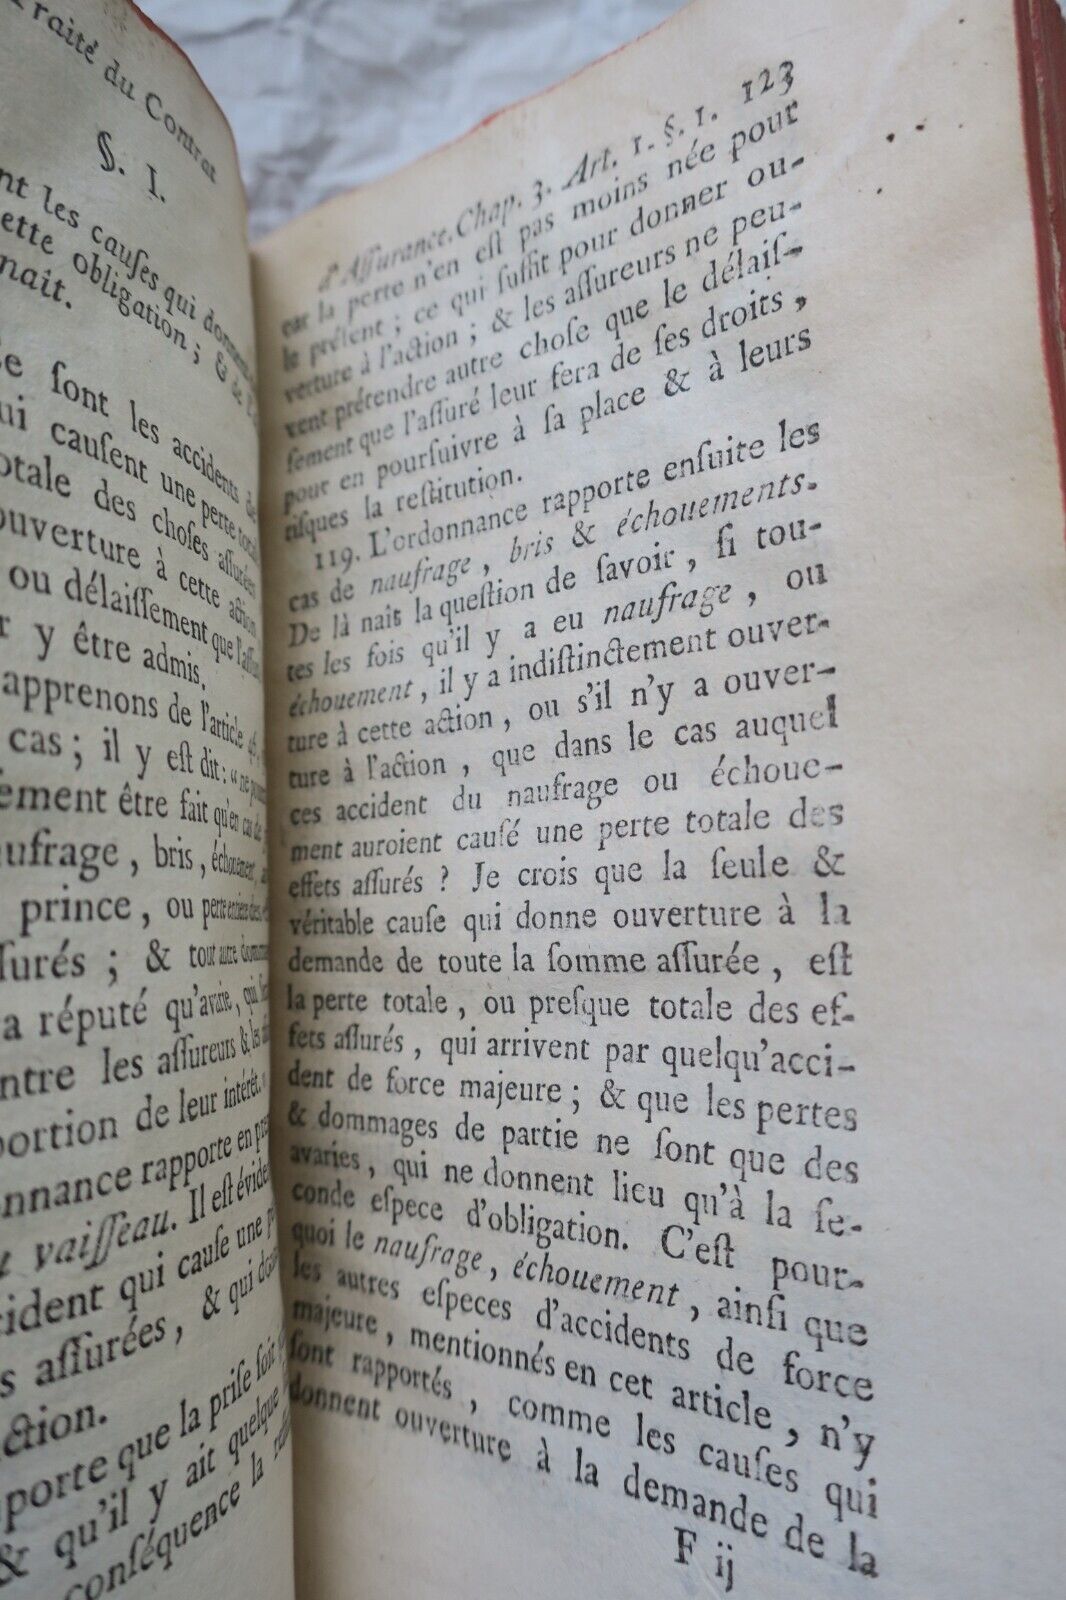 Traité du Contrat
§. I.
nt les cauſes qui donnent
ette obligation ; & de
naît.
ſont les accidents de
ui cauſent une perte total
otale des choſes aſſurées
ouverture à cette action
ou délaiſſement que l'aſſu
r y être admis.
apprenons de l'article
cas ; il y eſt dit : " ne
ement être fait qu'en cas de
aufrage , bris , échouement,
prince , ou perte entiere des
ſſurés ; & tout autre domm
a réputé qu'avarie, qui
ntre les aſſureurs & les
portion de leur intérêt.
nnance rapporte en pre
vaiſſeau. Il eſt évide
cident qui cauſe une p
s aſſurées, & qui do
ction.
pporte que la priſe ſoit
& qu'il y ait quelque
conſéquence la
d'Aſſurance. Chap. 3. Art. 1. §. 1. 123
car la perte n'en eſt pas moins née pour
le préſent ; ce qui ſuffit pour donner ou-
verture à l'action ; & les aſſureurs ne peu-
vent prétendre autre choſe que le délaiſ-
ſement que l'aſſuré leur fera de ſes droits ,
pour en pourſuivre à ſa place & à leurs
riſques la reſtitution.
119. L'ordonnance rapporte enſuite les
cas de naufrage , bris & échouements.
De là nait la queſtion de ſavoir , ſi tou-
tes les fois qu'il y a eu naufrage , ou
échouement , il y a indiſtinctement ouver-
ture à cette action , ou s'il n'y a ouver-
ture à l'action , que dans le cas auquel
ces accident du naufrage ou échoue-
ment auroient cauſé une perte totale des
effets aſſurés ? Je crois que la ſeule &
véritable cauſe qui donne ouverture à la
demande de toute la ſomme aſſurée , eſt
la perte totale , ou preſque totale des ef-
fets aſſurés , qui arrivent par quelqu'acci-
dent de force majeure ; & que les pertes
& dommages de partie ne ſont que des
avaries , qui ne donnent lieu qu'à la ſe-
conde eſpece d'obligation. C'eſt pour-
quoi le naufrage , échouement , ainſi que
les autres eſpeces d'accidents de force
majeure , mentionnés en cet article , n'y
ſont rapportés , comme les cauſes qui
donnent ouverture à la demande de la
F ij